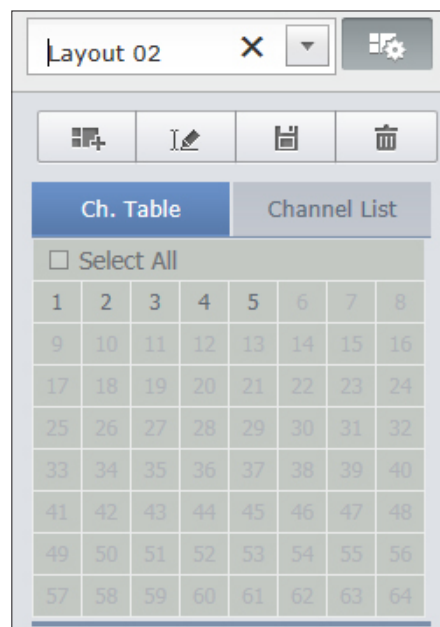 Layout 02
Ch. Table Channel List
Select All
1 2 3 4 5 6 7 8
9 10 11 12 13 14 15 16
17 18 19 20 21 22 23 24
25 26 27 28 29 30 31 32
33 34 35 36 37 38 39 40
41 42 43 44 45 46 47 48
49 50 51 52 53 54 55 56
57 58 59 60 61 62 63 64